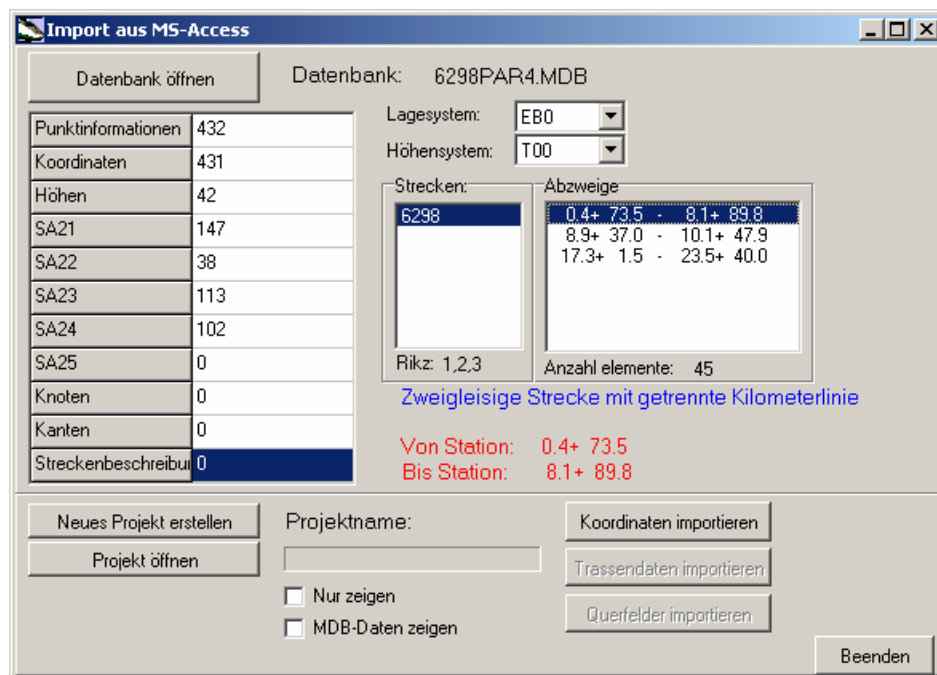 Import aus MS-Access
Datenbank öffnen
Datenbank: 6298PAR4.MDB
Punktinformationen 432
Koordinaten 431
Höhen 42
SA21 147
SA22 38
SA23 113
SA24 102
SA25 0
Knoten 0
Kanten 0
Streckenbeschreibu 0
Lagesystem: EB0
Höhensystem: T00
Strecken:
6298
Rikz: 1,2,3
Abzweige
0.4+ 73.5 - 8.1+ 89.8
8.9+ 37.0 - 10.1+ 47.9
17.3+ 1.5 - 23.5+ 40.0
Anzahl elemente: 45
Zweigleisige Strecke mit getrennte Kilometerlinie
Von Station: 0.4+ 73.5
Bis Station: 8.1+ 89.8
Neues Projekt erstellen
Projekt öffnen
Projektname:
Nur zeigen
MDB-Daten zeigen
Koordinaten importieren
Trassendaten importieren
Querfelder importieren
Beenden